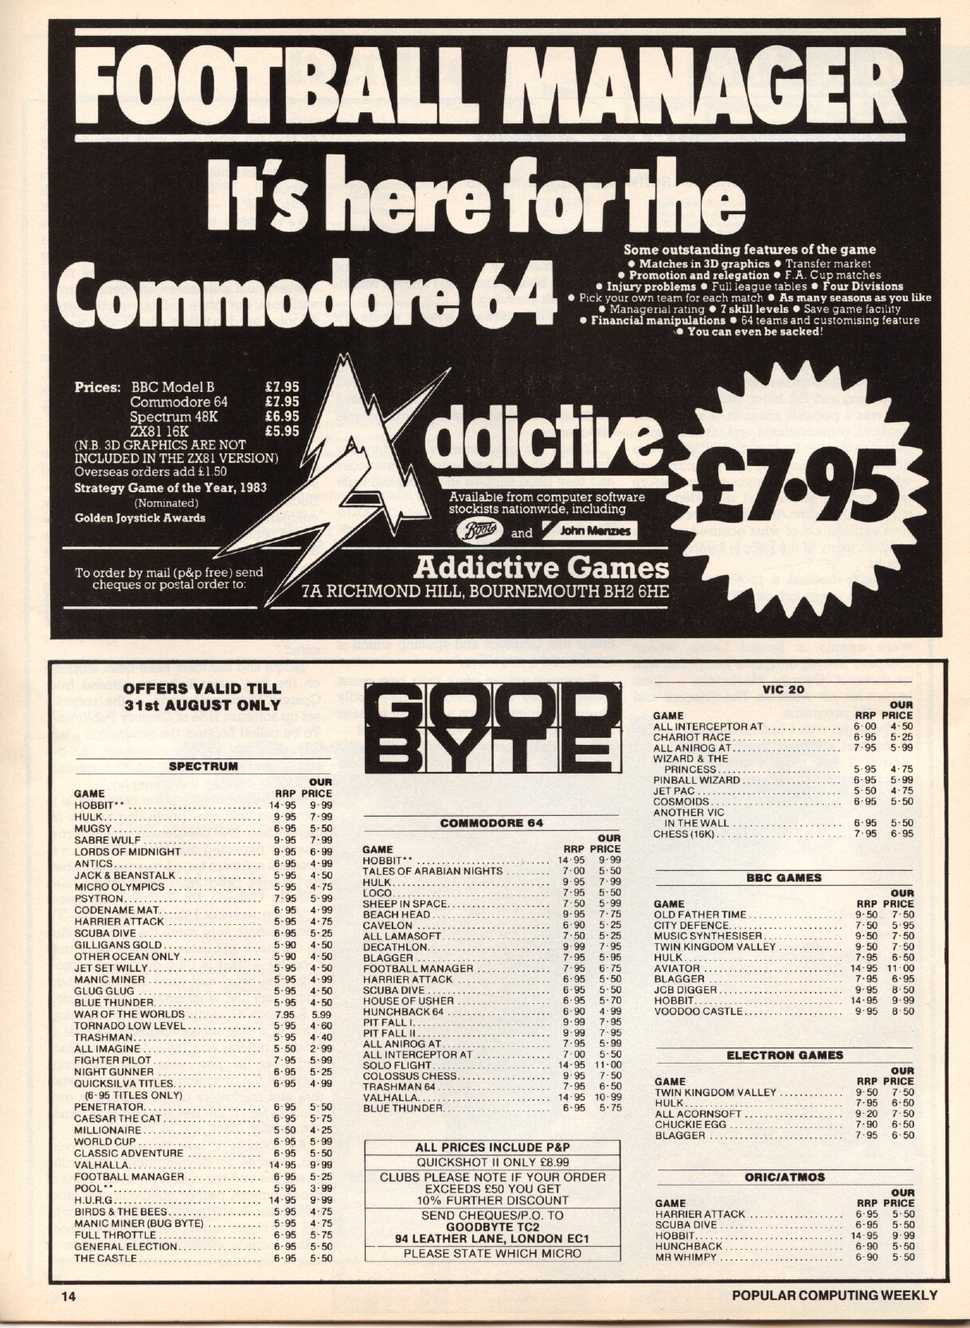 FOOTBALL MANAGER
It's here for the
Commodore 64
Some outstanding features of the game
● Matches in 3D graphics ● Transfer market
● Promotion and relegation ● F.A. Cup matches
● Injury problems ● Full league tables ● Four Divisions
● Pick your own team for each match ● As many seasons as you like
● Managerial rating ● 7 skill levels ● Save game facility
● Financial manipulations ● 64 teams and customising feature
● You can even be sacked!
Prices: BBC Model B £7.95
Commodore 64 £7.95
Spectrum 48K £6.95
ZX81 16K £5.95
(N.B. 3D GRAPHICS ARE NOT
INCLUDED IN THE ZX81 VERSION)
Overseas orders add £1.50
Strategy Game of the Year, 1983
(Nominated)
Golden Joystick Awards
Addictive
Available from computer software
stockists nationwide, including
Boots and John Menzies
£7·95
To order by mail (p&p free) send
cheques or postal order to:
Addictive Games
7A RICHMOND HILL, BOURNEMOUTH BH2 6HE
OFFERS VALID TILL
31st AUGUST ONLY
SPECTRUM
OUR
GAME RRP PRICE
HOBBIT** 14·95 9·99
HULK 9·95 7·99
MUGSY 6·95 5·50
SABRE WULF 9·95 7·99
LORDS OF MIDNIGHT 9·95 6·99
ANTICS 6·95 4·99
JACK & BEANSTALK 5·95 4·50
MICRO OLYMPICS 5·95 4·75
PSYTRON 7·95 5·99
CODENAME MAT 6·95 4·99
HARRIER ATTACK 5·95 4·75
SCUBA DIVE 6·95 5·25
GILLIGANS GOLD 5·90 4·50
OTHER OCEAN ONLY 5·90 4·50
JET SET WILLY 5·95 4·50
MANIC MINER 5·95 4·50
GLUG GLUG 5·95 4·50
BLUE THUNDER 5·95 4·50
WAR OF THE WORLDS 7.95 5.99
TORNADO LOW LEVEL 5·95 4·60
TRASHMAN 5·95 4·40
ALL IMAGINE 5·50 2·99
FIGHTER PILOT 7·95 5·99
NIGHT GUNNER 6·95 5·25
QUICKSILVA TITLES 6·95 4·99
(6·95 TITLES ONLY)
PENETRATOR 6·95 5·50
CAESAR THE CAT 6·95 5·75
MILLIONAIRE 5·50 4·25
WORLD CUP 6·95 5·99
CLASSIC ADVENTURE 6·95 5·50
VALHALLA 14·95 9·99
FOOTBALL MANAGER 6·95 5·25
POOL** 5·95 3·99
H.U.R.G. 14·95 9·99
BIRDS & THE BEES 5·95 4·75
MANIC MINER (BUG BYTE) 5·95 4·75
FULL THROTTLE 6·95 5·75
GENERAL ELECTION 6·95 5·50
THE CASTLE 6·95 5·50
GOOD
BYTE
COMMODORE 64
OUR
GAME RRP PRICE
HOBBIT** 14·95 9·99
TALES OF ARABIAN NIGHTS 7·00 5·50
HULK 9·95 7·99
LOCO 7·95 5·50
SHEEP IN SPACE 7·50 5·99
BEACH HEAD 9·95 7·75
CAVELON 6·90 5·25
ALL LAMASOFT 7·50 5·25
DECATHLON 9·99 7·95
BLAGGER 7·95 5·95
FOOTBALL MANAGER 7·95 6·75
HARRIER ATTACK 6·95 5·50
SCUBA DIVE 6·95 5·50
HOUSE OF USHER 6·95 5·70
HUNCHBACK 64 6·90 4·99
PIT FALL I 9·99 7·95
PIT FALL II 9·99 7·95
ALL ANIROG AT 7·95 5·99
ALL INTERCEPTOR AT 7·00 5·50
SOLO FLIGHT 14·95 11·00
COLOSSUS CHESS 9·95 7·50
TRASHMAN 64 7·95 6·50
VALHALLA 14·95 10·99
BLUE THUNDER 6·95 5·75
ALL PRICES INCLUDE P&P
QUICKSHOT II ONLY £8.99
CLUBS PLEASE NOTE IF YOUR ORDER
EXCEEDS £50 YOU GET
10% FURTHER DISCOUNT
SEND CHEQUES/P.O. TO
GOODBYTE TC2
94 LEATHER LANE, LONDON EC1
PLEASE STATE WHICH MICRO
VIC 20
OUR
GAME RRP PRICE
ALL INTERCEPTOR AT 6·00 4·50
CHARIOT RACE 6·95 5·25
ALL ANIROG AT 7·95 5·99
WIZARD & THE
PRINCESS 5·95 4·75
PINBALL WIZARD 6·95 5·99
JET PAC 5·50 4·75
COSMOIDS 6·95 5·50
ANOTHER VIC
IN THE WALL 6·95 5·50
CHESS (16K) 7·95 6·95
BBC GAMES
OUR
GAME RRP PRICE
OLD FATHER TIME 9·50 7·50
CITY DEFENCE 7·50 5·95
MUSIC SYNTHESISER 9·50 7·50
TWIN KINGDOM VALLEY 9·50 7·50
HULK 7·95 6·50
AVIATOR 14·95 11·00
BLAGGER 7·95 6·95
JCB DIGGER 9·95 8·50
HOBBIT 14·95 9·99
VOODOO CASTLE 9·95 8·50
ELECTRON GAMES
OUR
GAME RRP PRICE
TWIN KINGDOM VALLEY 9·50 7·50
HULK 7·95 6·50
ALL ACORNSOFT 9·20 7·50
CHUCKIE EGG 7·90 6·50
BLAGGER 7·95 6·50
ORIC/ATMOS
OUR
GAME RRP PRICE
HARRIER ATTACK 6·95 5·50
SCUBA DIVE 6·95 5·50
HOBBIT 14·95 9·99
HUNCHBACK 6·90 5·50
MR WHIMPY 6·90 5·50
14
POPULAR COMPUTING WEEKLY